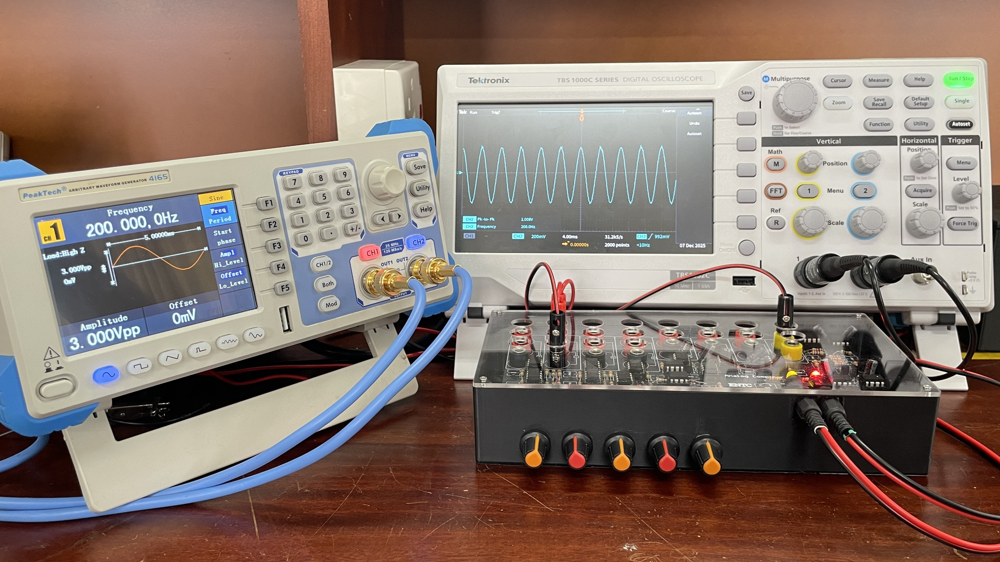 PeakTech® ARBITRARY WAVEFORM GENERATOR 4165
CH 1
Frequency
200.000,0Hz
5.00000ms
Load:High Z
3.000Vpp
0mV
Amplitude
3.000Vpp
Offset
0mV
Sine
Freq
Period
Start
phase
Ampl
Hi_Level
Offset
Lo_Level
F1
F2
F3
F4
F5
KEYPAD
7 8 9
4 5 6
1 2 3
0 . +/-
MENU
Save
Utility
Help
CH1/2
Both
Mod
CH1
25 MHz
120 MSa/s
CH2
OUT1 OUT2
OUTPUT
Tektronix
TBS 1000C SERIES DIGITAL OSCILLOSCOPE
Tek Run Trig?
Coarse
Autoset
Undo
Autoset
CH2 Pk-to-Pk 1.008V
CH2 Frequency 200.0Hz
CH1
CH2 200mV
4.00ms
0.00000s
31.2kS/s
2000 points
CH2 992mV
<10Hz
07 Dec 2025
Save
Menu
On/Off
M Multipurpose
Push to Select
Hold for Fine/Coarse
Cursor
Measure
Help
Run / Stop
Zoom
Save
Recall
Default
Setup
Single
Function
Utility
Autoset
Vertical
Horizontal
Trigger
Math
M
Position
Position
Push to Set Zero
Menu
FFT
1
Menu
2
Acquire
Level
Push Set to 50%
Ref
R
Scale
Scale
Force Trig
1
Aux In
50 MHz 1 GS/s
Analog Comp
ENTC